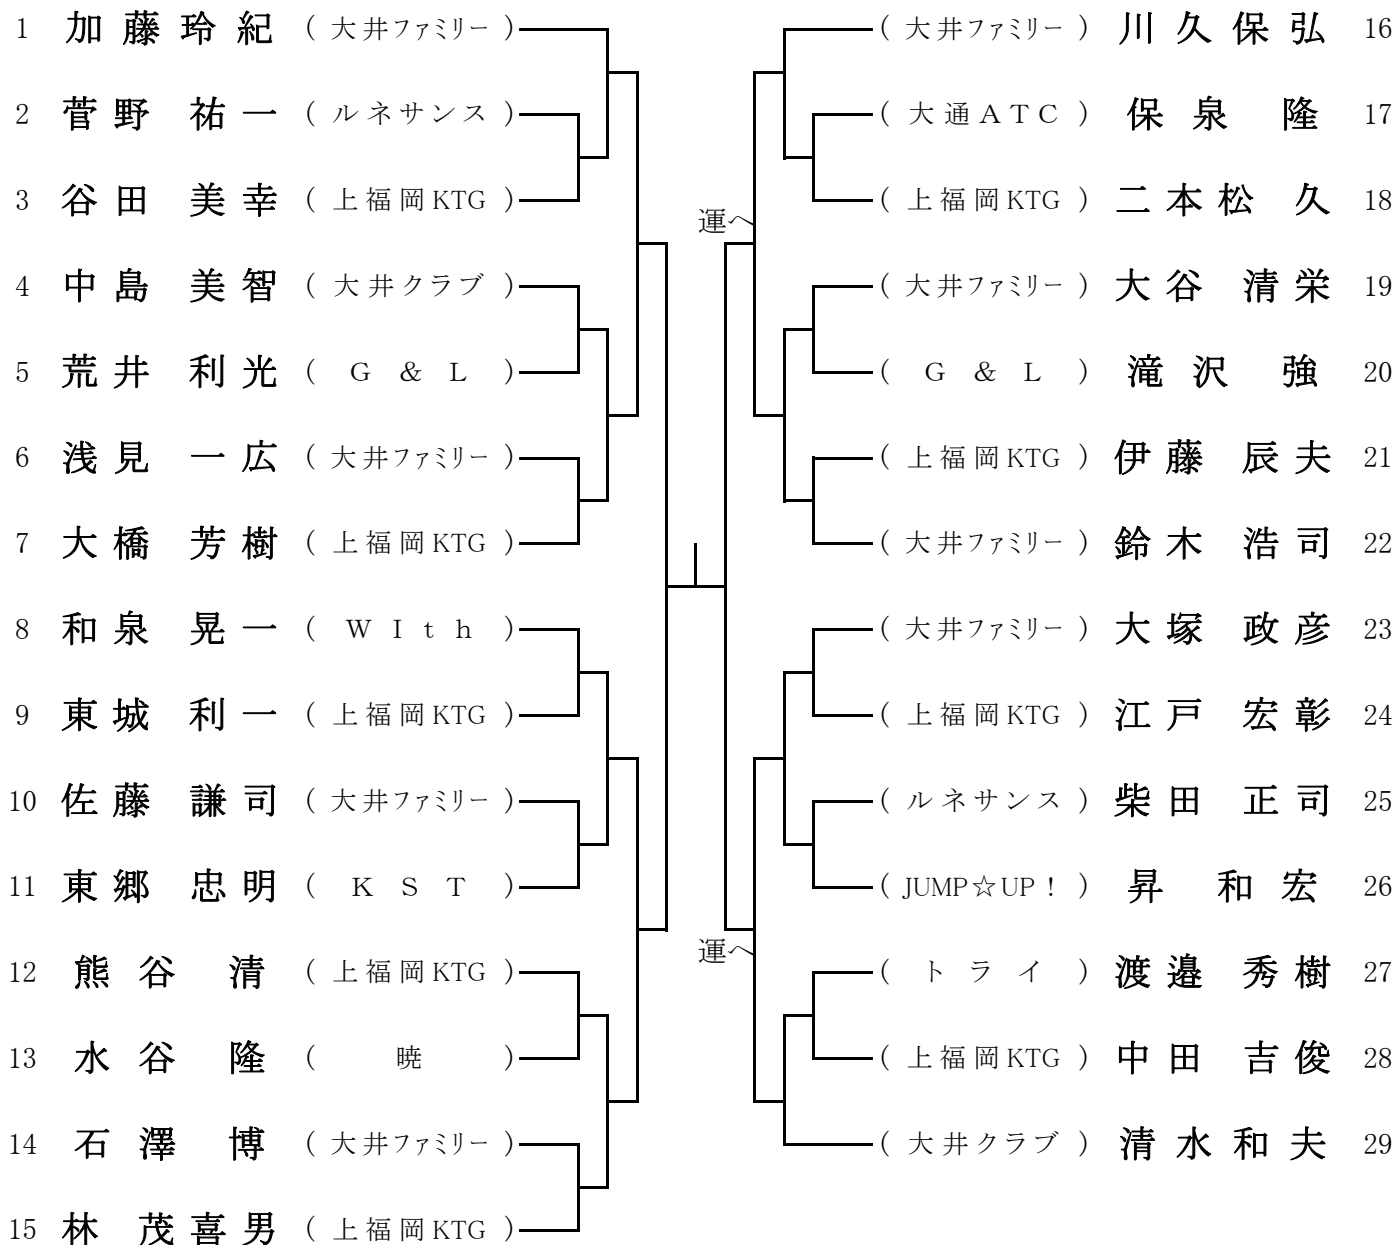 1 加藤玲紀 (大井ファミリー) (大井ファミリー) 川久保弘 16
2 菅野 祐一 (ルネサンス) (大通ATC) 保泉 隆 17
3 谷田 美幸 (上福岡KTG) (上福岡KTG) 二本松 久 18
運へ
4 中島 美智 (大井クラブ) (大井ファミリー) 大谷 清栄 19
5 荒井 利光 (G&L) (G&L) 滝沢 強 20
6 浅見 一広 (大井ファミリー) (上福岡KTG) 伊藤 辰夫 21
7 大橋 芳樹 (上福岡KTG) (大井ファミリー) 鈴木 浩司 22
8 和泉 晃一 (WIth) (大井ファミリー) 大塚 政彦 23
9 東城 利一 (上福岡KTG) (上福岡KTG) 江戸 宏彰 24
10 佐藤 謙司 (大井ファミリー) (ルネサンス) 柴田 正司 25
11 東郷 忠明 (KST) (JUMP☆UP!) 昇 和宏 26
運へ
12 熊谷 清 (上福岡KTG) (トライ) 渡邉 秀樹 27
13 水谷 隆 (暁) (上福岡KTG) 中田 吉俊 28
14 石澤 博 (大井ファミリー) (大井クラブ) 清水和夫 29
15 林 茂喜男 (上福岡KTG)